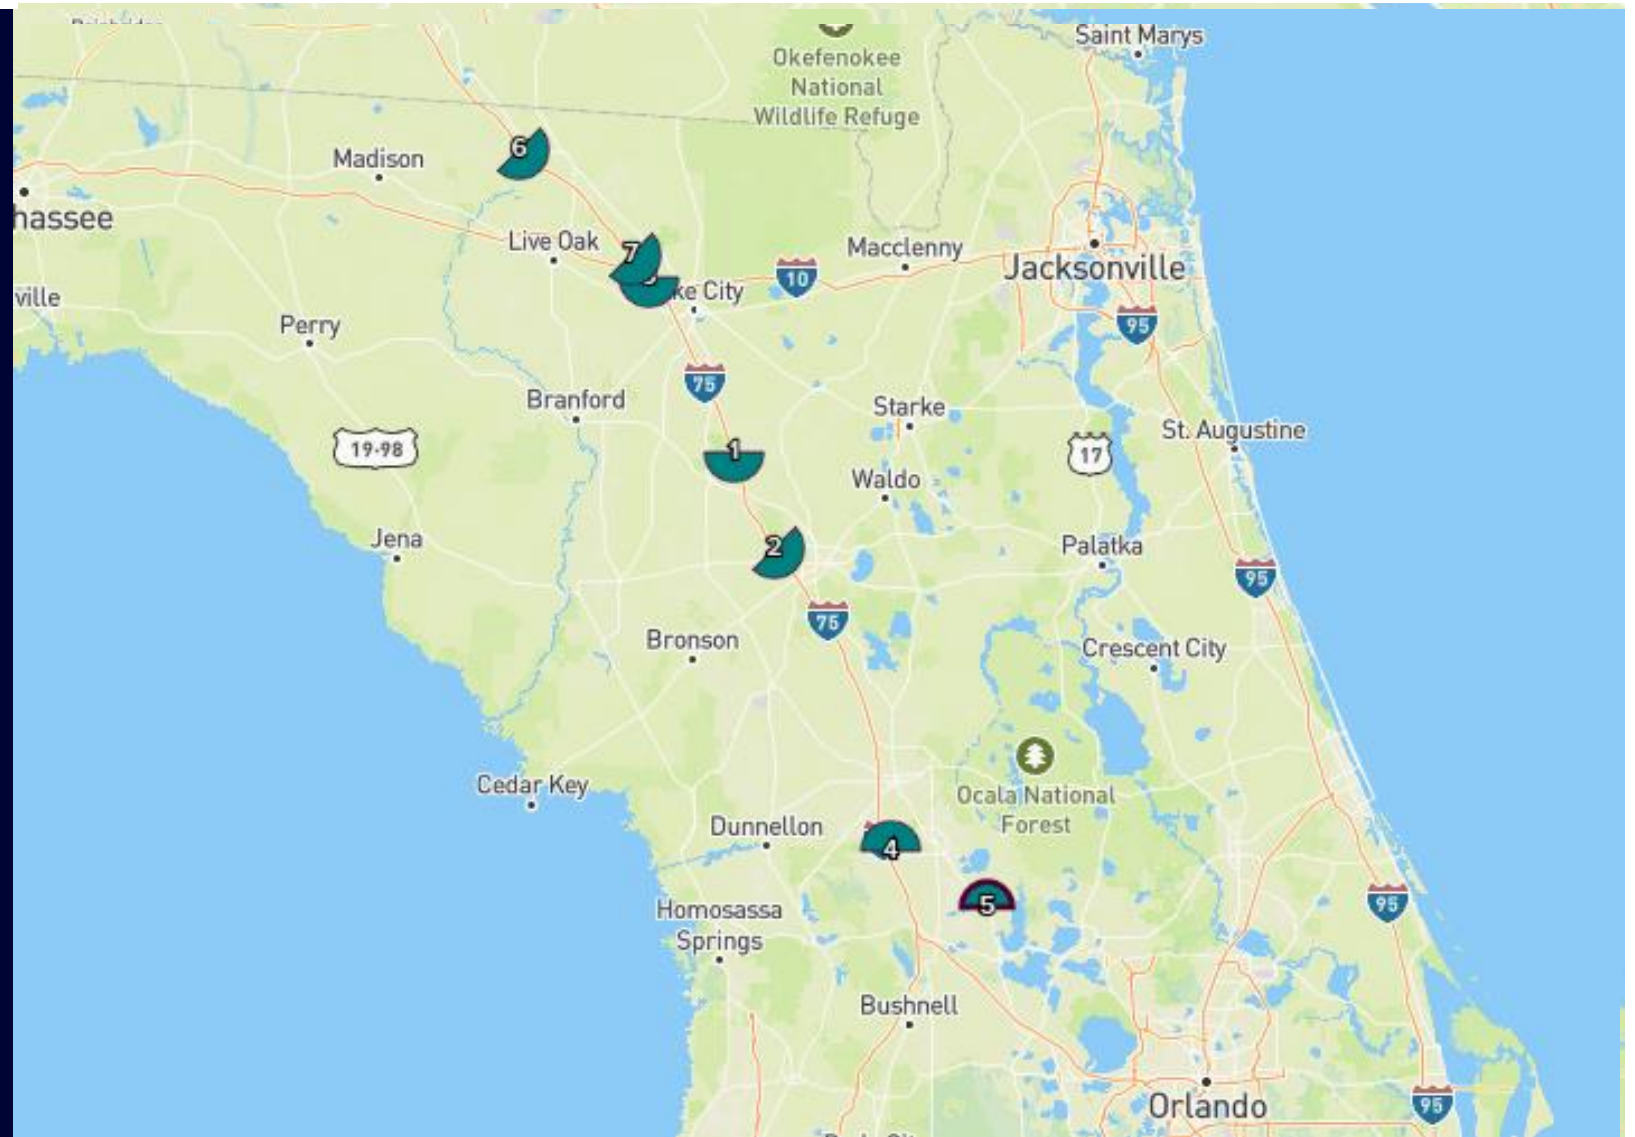 Saint Marys
Okefenokee
National
Wildlife Refuge
6
Madison
hassee
Live Oak
7
Macclenny
Jacksonville
10
ke City
ville
Perry
95
75
Branford
Starke
St. Augustine
19-98
1
17
Waldo
2
Jena
Palatka
95
75
Bronson
Crescent City
Cedar Key
Ocala National
Forest
Dunnellon
4
5
95
Homosassa
Springs
Bushnell
Orlando
95